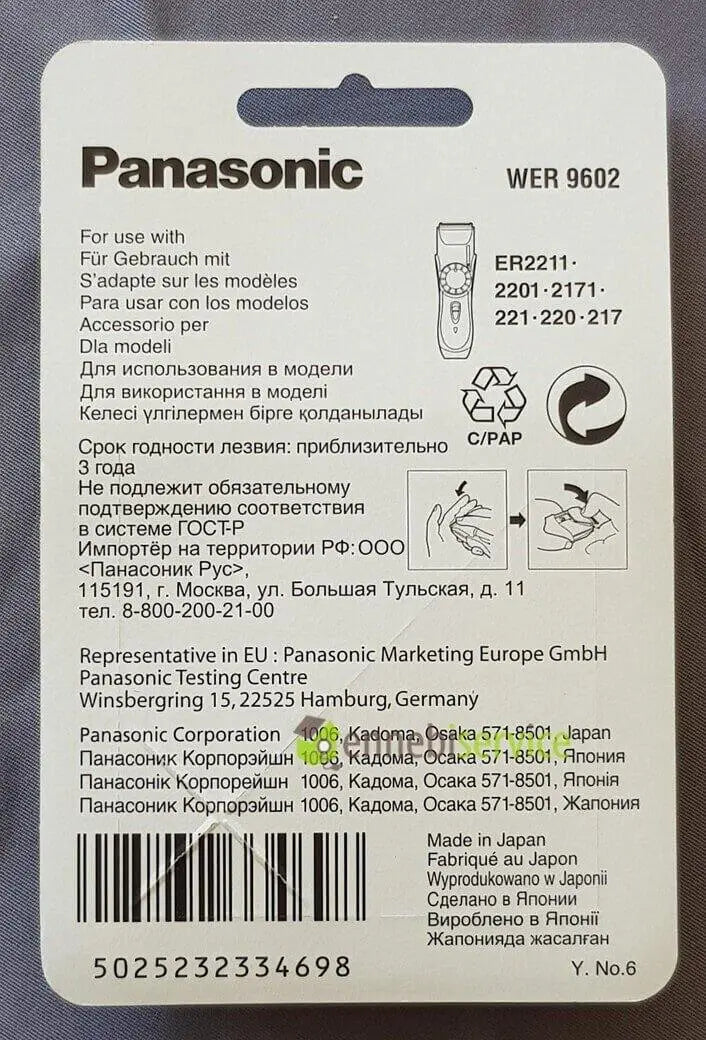 Panasonic
WER 9602
For use with
Für Gebrauch mit
S'adapte sur les modèles
Para usar con los modelos
Accessorio per
Dla modeli
Для использования в модели
Для використання в моделі
Келесі үлгілермен бірге қолданылады
ER2211·
2201·2171·
221·220·217
C/PAP
Срок годности лезвия: приблизительно
3 года
Не подлежит обязательному
подтверждению соответствия
в системе ГОСТ-Р
Импортёр на территории РФ: ООО
<Панасоник Рус>,
115191, г. Москва, ул. Большая Тульская, д. 11
тел. 8-800-200-21-00
Representative in EU : Panasonic Marketing Europe GmbH
Panasonic Testing Centre
Winsbergring 15, 22525 Hamburg, Germany
Panasonic Corporation 1006, Kadoma, Osaka 571-8501, Japan
ennebiservice
Панасоник Корпорэйшн 1006, Кадома, Осака 571-8501, Япония
Панасонік Корпорейшн 1006, Кадома, Осака 571-8501, Японія
Панасоник Корпорэйшн 1006, Кадома, Осака 571-8501, Жапония
Made in Japan
Fabriqué au Japon
Wyprodukowano w Japonii
Сделано в Японии
Вироблено в Японії
Жапонияда жасалған
5025232334698
Y. No.6